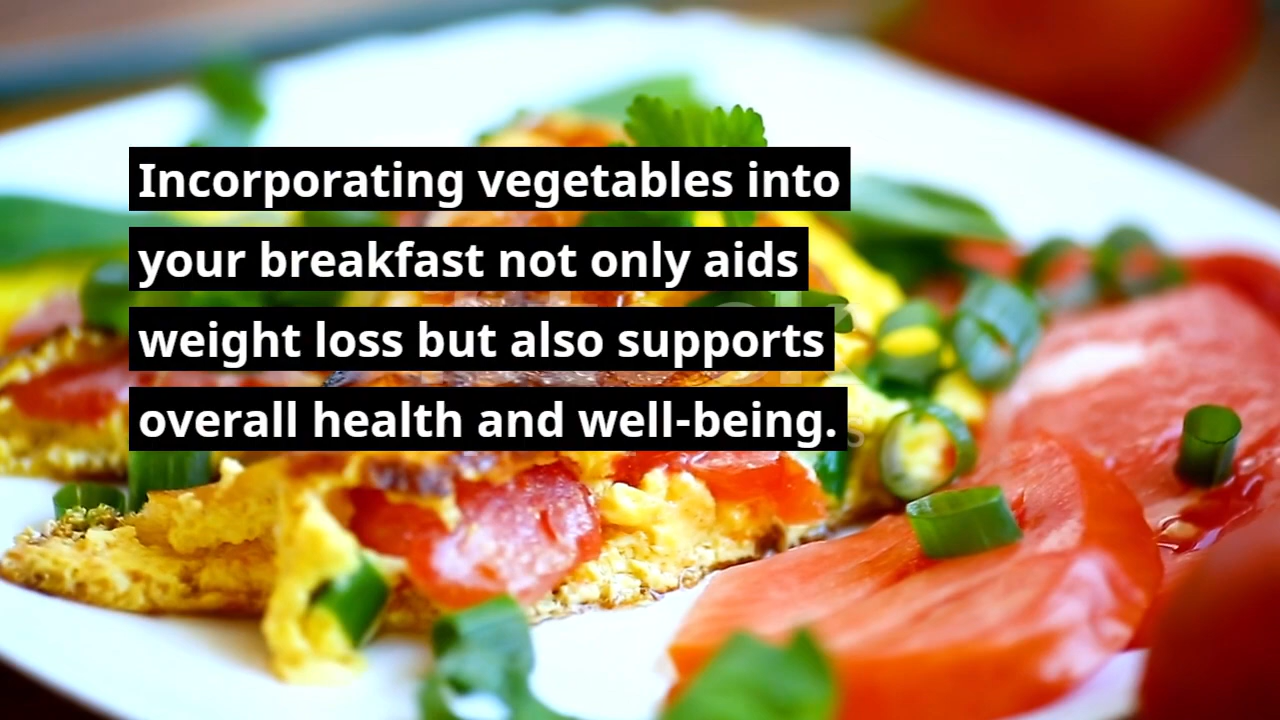 Incorporating vegetables into
your breakfast not only aids
weight loss but also supports
overall health and well-being.